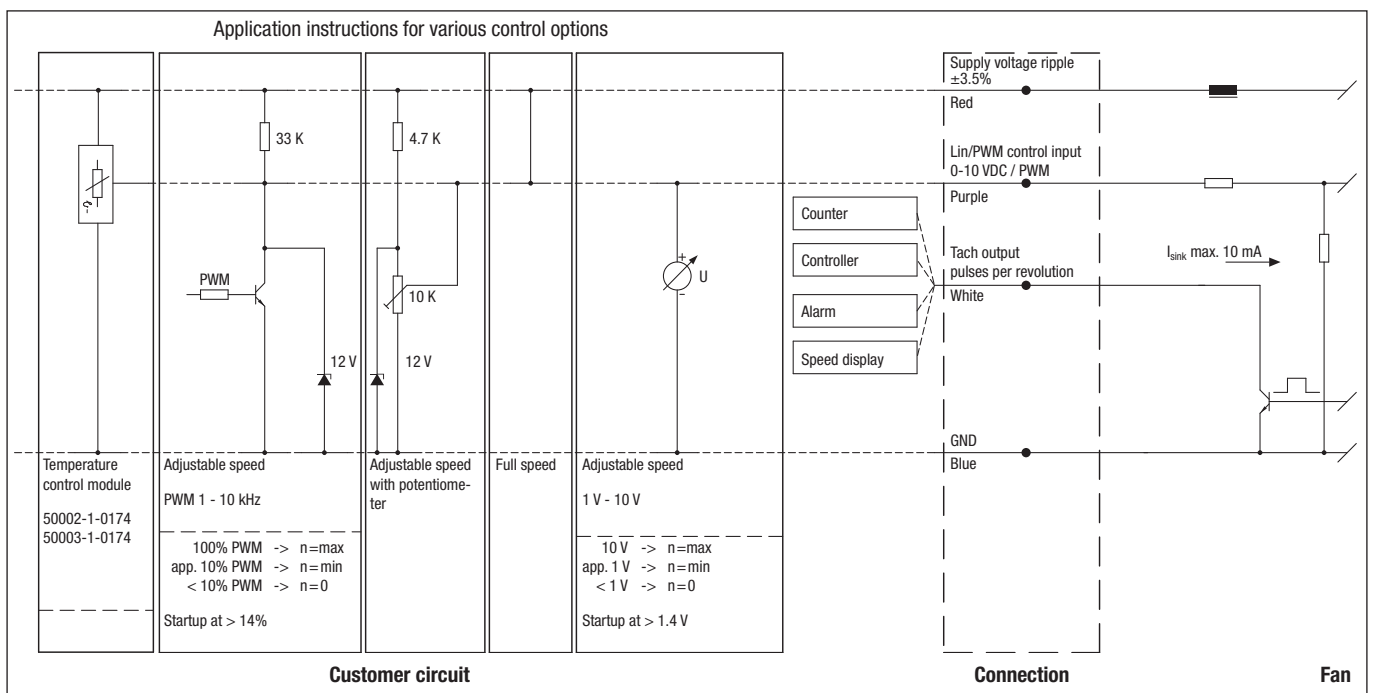 Application instructions for various control options
33 K
PWM
12 V
4.7 K
10 K
12 V
+
U
–
Counter
Controller
Alarm
Speed display
Supply voltage ripple
±3.5%
Red
Lin/PWM control input
0-10 VDC / PWM
Purple
Tach output
pulses per revolution
White
GND
Blue
Isink max. 10 mA
Temperature
control module
50002-1-0174
50003-1-0174
Adjustable speed
PWM 1 - 10 kHz
100% PWM -> n=max
app. 10% PWM -> n=min
< 10% PWM -> n=0
Startup at > 14%
Adjustable speed
with potentiome-
ter
Full speed
Adjustable speed
1 V - 10 V
10 V -> n=max
app. 1 V -> n=min
< 1 V -> n=0
Startup at > 1.4 V
Customer circuit
Connection
Fan